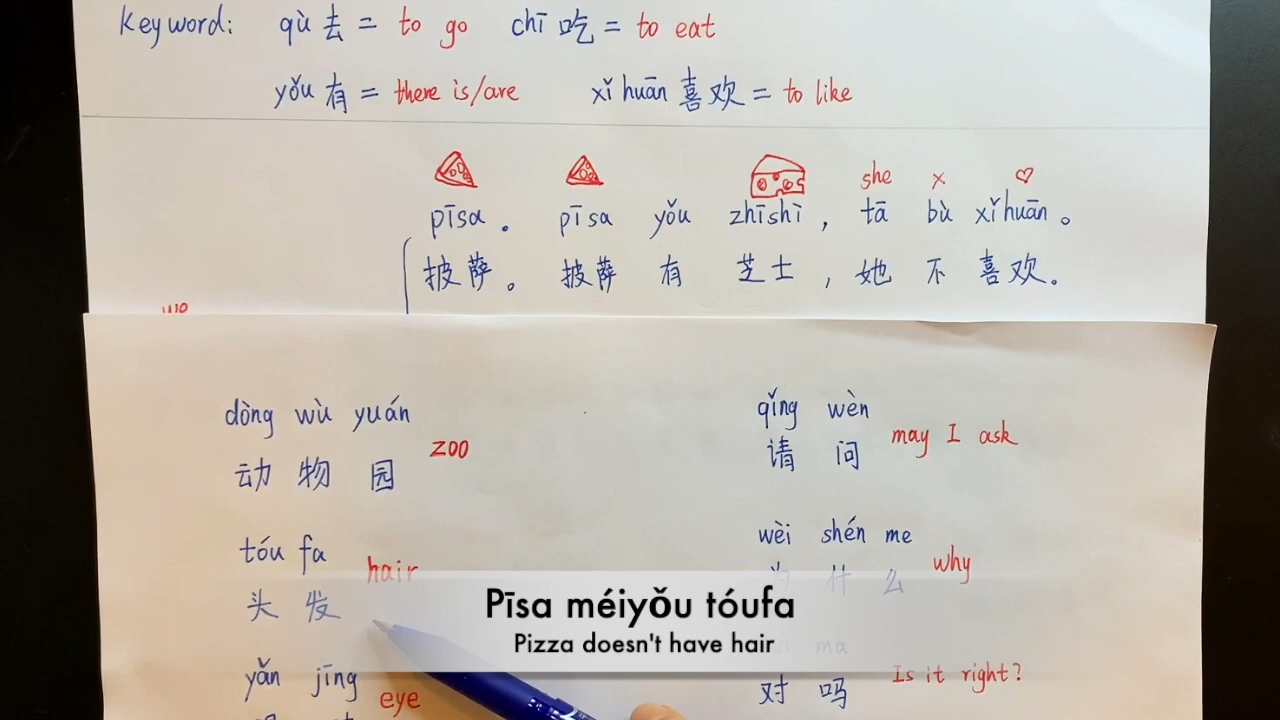 Keyword: qù 去 = to go chī 吃 = to eat
yǒu 有 = there is/are xǐ huān 喜欢 = to like
she × ♡
pīsa 。 pīsa yǒu zhīshì , tā bù xǐhuān 。
披萨。 披萨 有 芝士 , 她 不 喜欢。
dòng wù yuán
动 物 园
zoo
qǐng wèn
请 问
may I ask
tóu fa
头 发
hair
wèi shén me
为 什 么
why
Pīsa méiyǒu tóufa
Pizza doesn't have hair
yǎn jīng
eye
ma
对 吗
Is it right?